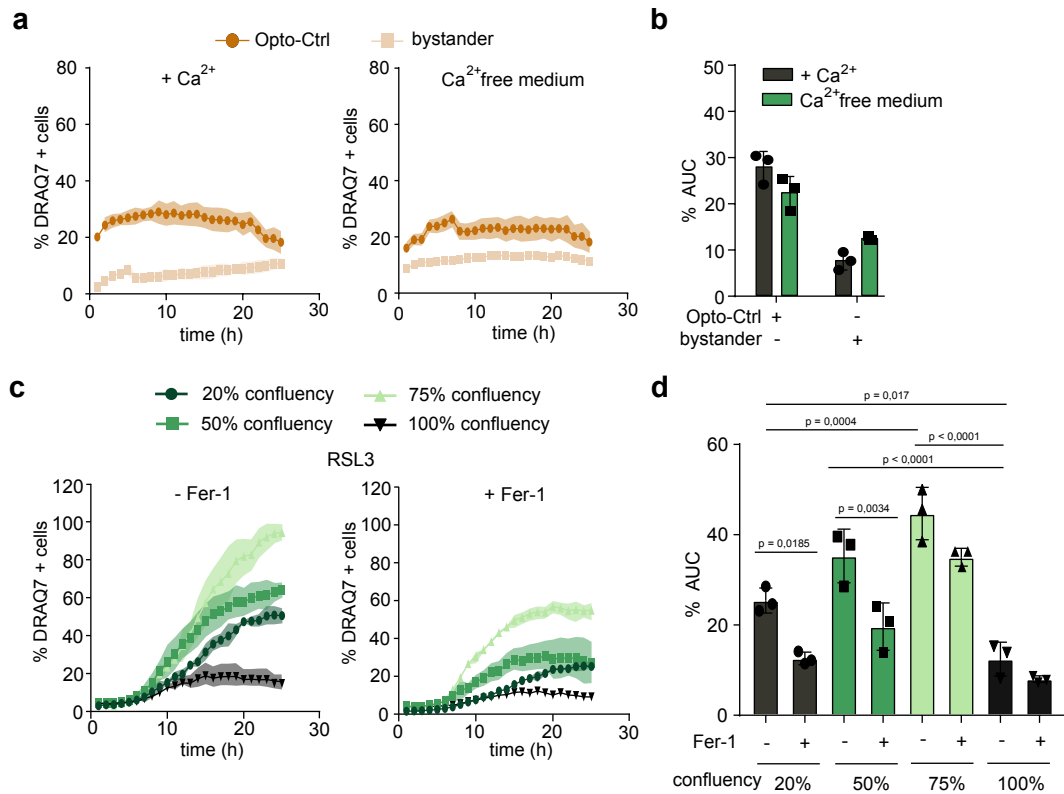 a
Opto-Ctrl
bystander
+ Ca²⁺
Ca²⁺free medium
% DRAQ7 + cells
80
60
40
20
0
0
10
20
30
time (h)
% DRAQ7 + cells
80
60
40
20
0
0
10
20
30
time (h)
b
+ Ca²⁺
Ca²⁺free medium
% AUC
50
40
30
20
10
0
Opto-Ctrl + -
bystander - +
c
20% confluency
75% confluency
50% confluency
100% confluency
RSL3
- Fer-1
+ Fer-1
% DRAQ7 + cells
120
100
80
60
40
20
0
0
10
20
30
time (h)
% DRAQ7 + cells
120
100
80
60
40
20
0
0
10
20
30
time (h)
d
p = 0,017
p = 0,0004
p < 0,0001
p < 0,0001
p = 0,0034
p = 0,0185
% AUC
60
40
20
0
Fer-1 - + - + - + - +
confluency 20% 50% 75% 100%